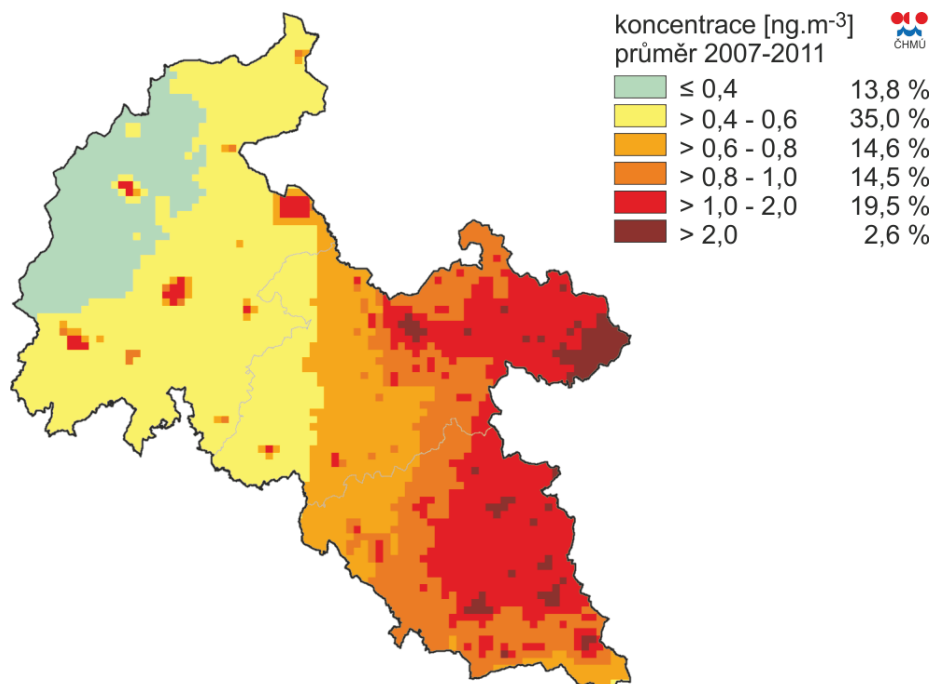 koncentrace [ng.m-3]
průměr 2007-2011
ČHMÚ
≤ 0,4 13,8 %
> 0,4 - 0,6 35,0 %
> 0,6 - 0,8 14,6 %
> 0,8 - 1,0 14,5 %
> 1,0 - 2,0 19,5 %
> 2,0 2,6 %